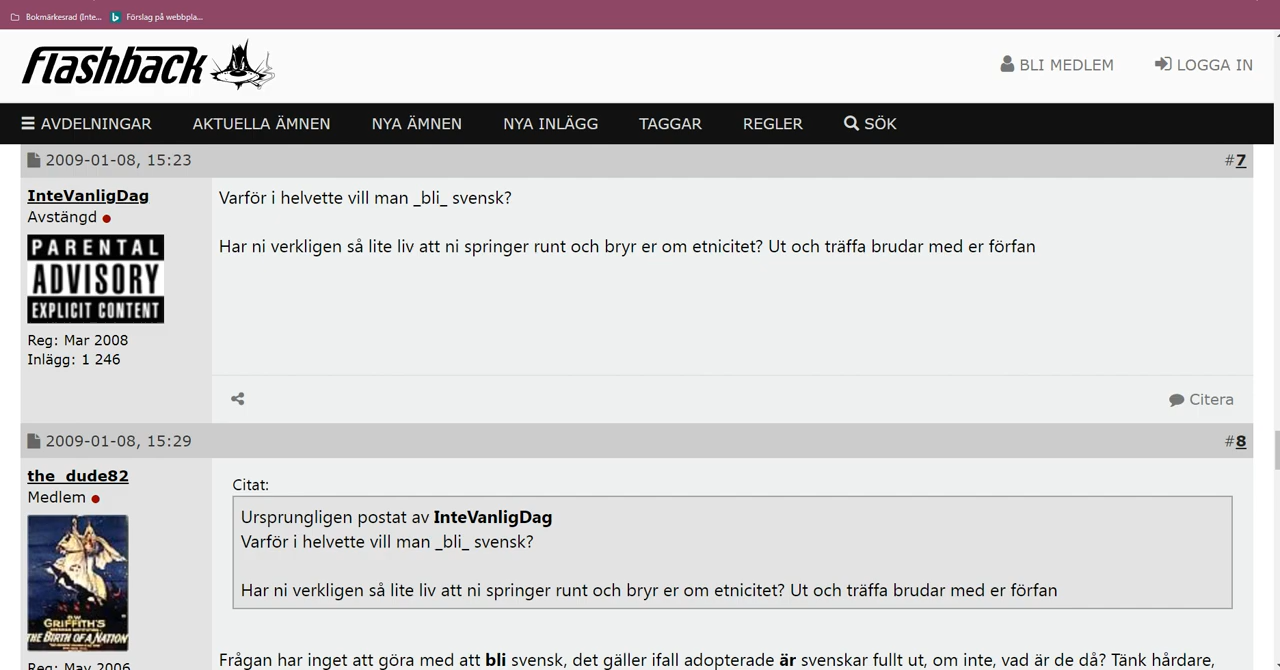 Bokmärkesrad (Inte...
Förslag på webbpla...
flashback
BLI MEDLEM
LOGGA IN
AVDELNINGAR
AKTUELLA ÄMNEN
NYA ÄMNEN
NYA INLÄGG
TAGGAR
REGLER
SÖK
2009-01-08, 15:23
#7
InteVanligDag
Avstängd
PARENTAL
ADVISORY
EXPLICIT CONTENT
Reg: Mar 2008
Inlägg: 1 246
Varför i helvette vill man _bli_ svensk?
Har ni verkligen så lite liv att ni springer runt och bryr er om etnicitet? Ut och träffa brudar med er förfan
Citera
2009-01-08, 15:29
#8
the_dude82
Medlem
D.W.
GRIFFITH'S
THE BIRTH OF A NATION
Reg: May 2006
Citat:
Ursprungligen postat av InteVanligDag
Varför i helvette vill man _bli_ svensk?
Har ni verkligen så lite liv att ni springer runt och bryr er om etnicitet? Ut och träffa brudar med er förfan
Frågan har inget att göra med att bli svensk, det gäller ifall adopterade är svenskar fullt ut, om inte, vad är de då? Tänk hårdare,